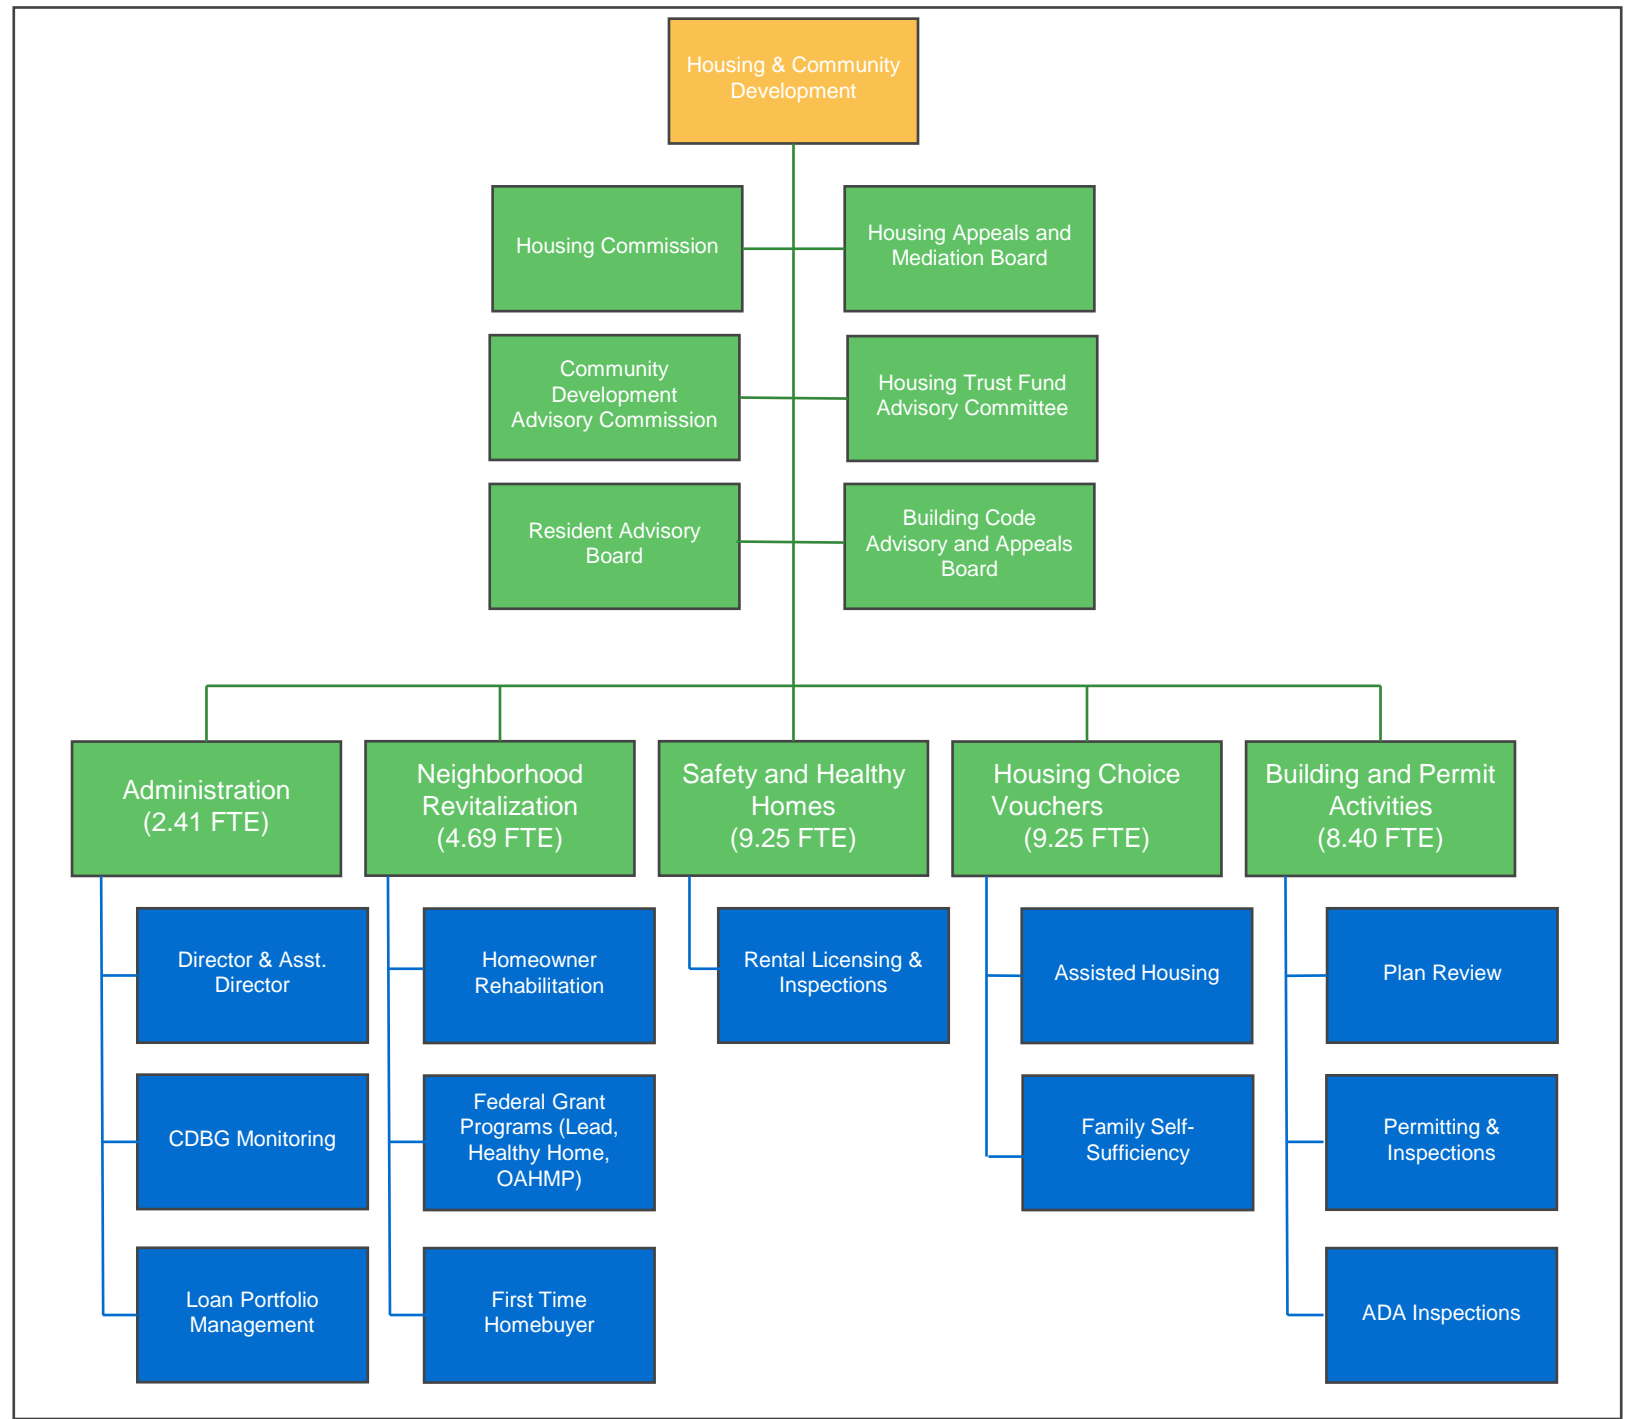 Housing & Community
Development
Housing Commission
Housing Appeals and
Mediation Board
Community
Development
Advisory Commission
Housing Trust Fund
Advisory Committee
Resident Advisory
Board
Building Code
Advisory and Appeals
Board
Administration
(2.41 FTE)
Neighborhood
Revitalization
(4.69 FTE)
Safety and Healthy
Homes
(9.25 FTE)
Housing Choice
Vouchers
(9.25 FTE)
Building and Permit
Activities
(8.40 FTE)
Director & Asst.
Director
Homeowner
Rehabilitation
Rental Licensing &
Inspections
Assisted Housing
Plan Review
CDBG Monitoring
Federal Grant
Programs (Lead,
Healthy Home,
OAHMP)
Family Self-
Sufficiency
Permitting &
Inspections
Loan Portfolio
Management
First Time
Homebuyer
ADA Inspections